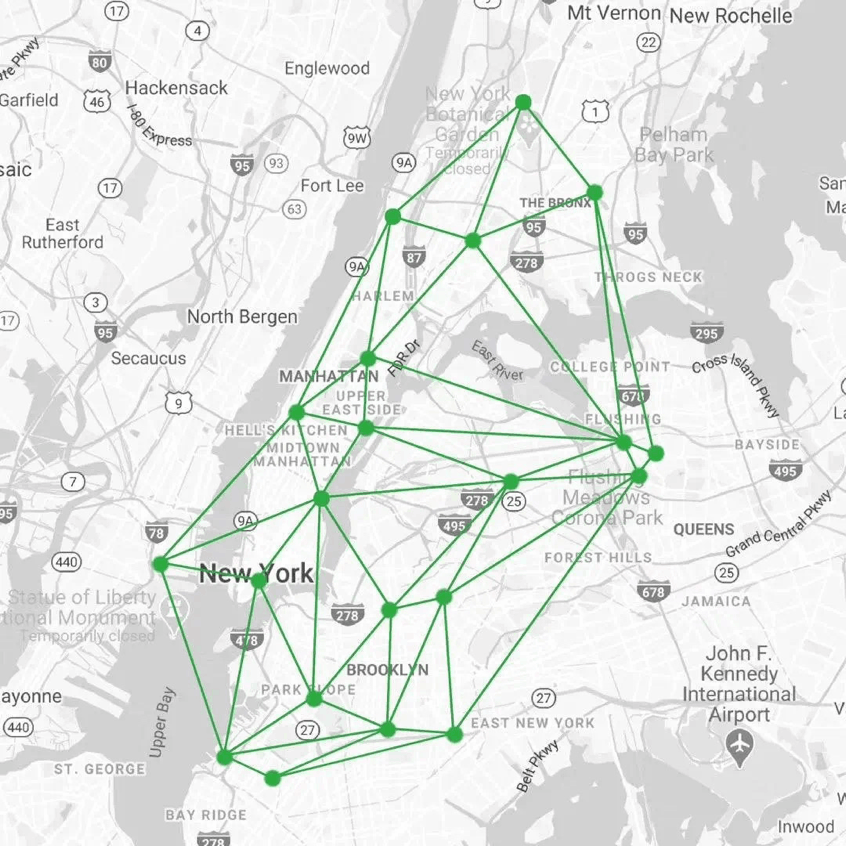 Mt Vernon
New Rochelle
17
4
22
ate Pkwy
80
Englewood
Hackensack
Garfield
46
I-80 Express
New York
Botanical
Garden
Temporarily
closed
1
9W
Pelham
Bay Park
95
93
9A
saic
17
Fort Lee
San
Ma
63
THE BRONX
East
Rutherford
95
95
87
278
9A
THROGS NECK
HARLEM
3
17
North Bergen
95
295
FDR Dr
East River
Secaucus
COLLEGE POINT
Cross Island Pkwy
MANHATTAN
678
9
UPPER
EAST SIDE
FLUSHING
HELL'S KITCHEN
MIDTOWN
MANHATTAN
BAYSIDE
495
7
Flushing
Meadows
Corona Park
278
25
95
78
9A
495
QUEENS
Grand Central Pkwy
440
New York
FOREST HILLS
25
Statue of Liberty
tional Monument
Temporarily closed
278
678
JAMAICA
478
John F.
Kennedy
International
Airport
BROOKLYN
ayonne
PARK SLOPE
Upper Bay
27
440
27
EAST NEW YORK
Belt Pkwy
ST. GEORGE
BAY RIDGE
278
Inwood